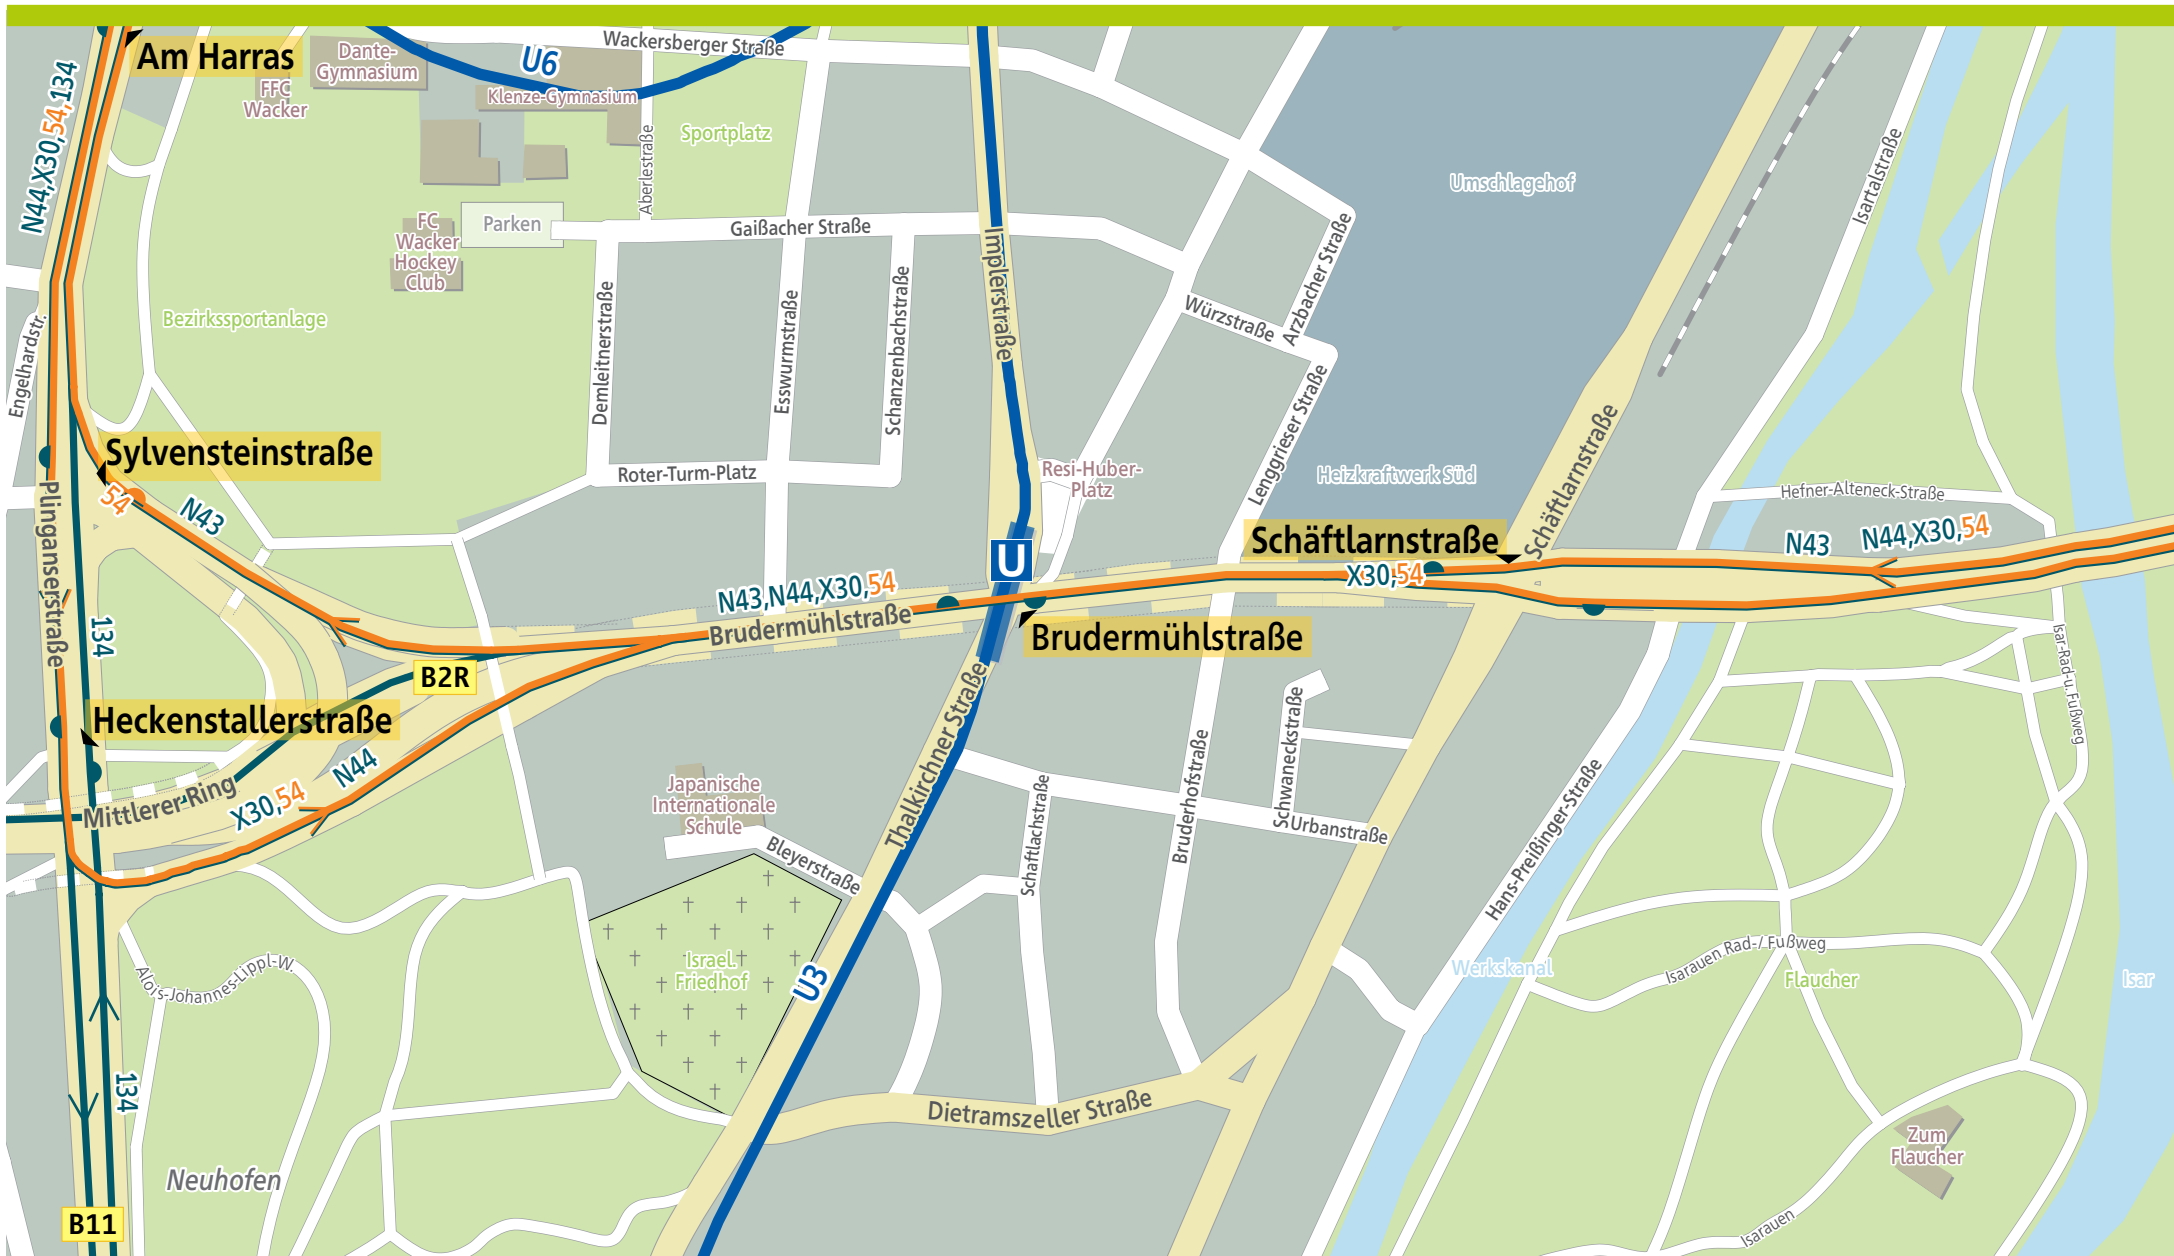 Am Harras
Dante-
Gymnasium
FFC
Wacker
U6
Klenze-Gymnasium
Wackersberger Straße
Sportplatz
Aberlestraße
N44,X30,54,134
Umschlagehof
Isartalstraße
FC
Wacker
Hockey
Club
Parken
Gaißacher Straße
Implerstraße
Arzbacher Straße
Würzstraße
Bezirkssportanlage
Engelhardstr.
Demleitnerstraße
Esswurmstraße
Schanzenbachstraße
Lenggrieser Straße
Sylvensteinstraße
54
N43
Roter-Turm-Platz
Resi-Huber-
Platz
Heizkraftwerk Süd
Schäftlarnstraße
Hefner-Alteneck-Straße
Plinganserstraße
134
U
Schäftlarnstraße
X30,54
N43
N44,X30,54
N43,N44,X30,54
Brudermühlstraße
Brudermühlstraße
B2R
Isar-Rad-u. Fußweg
Heckenstallerstraße
N44
Mittlerer Ring
X30,54
Japanische
Internationale
Schule
Bleyerstraße
Thalkirchner Straße
Schaftlachstraße
Bruderhofstraße
Schwaneckstraße
S.Urbanstraße
Hans-Preißinger-Straße
Alois-Johannes-Lippl-W.
Israel.
Friedhof
U3
Werkskanal
Isarauen Rad-/ Fußweg
Flaucher
Isar
134
Dietramszeller Straße
Zum
Flaucher
Neuhofen
B11
Isarauen